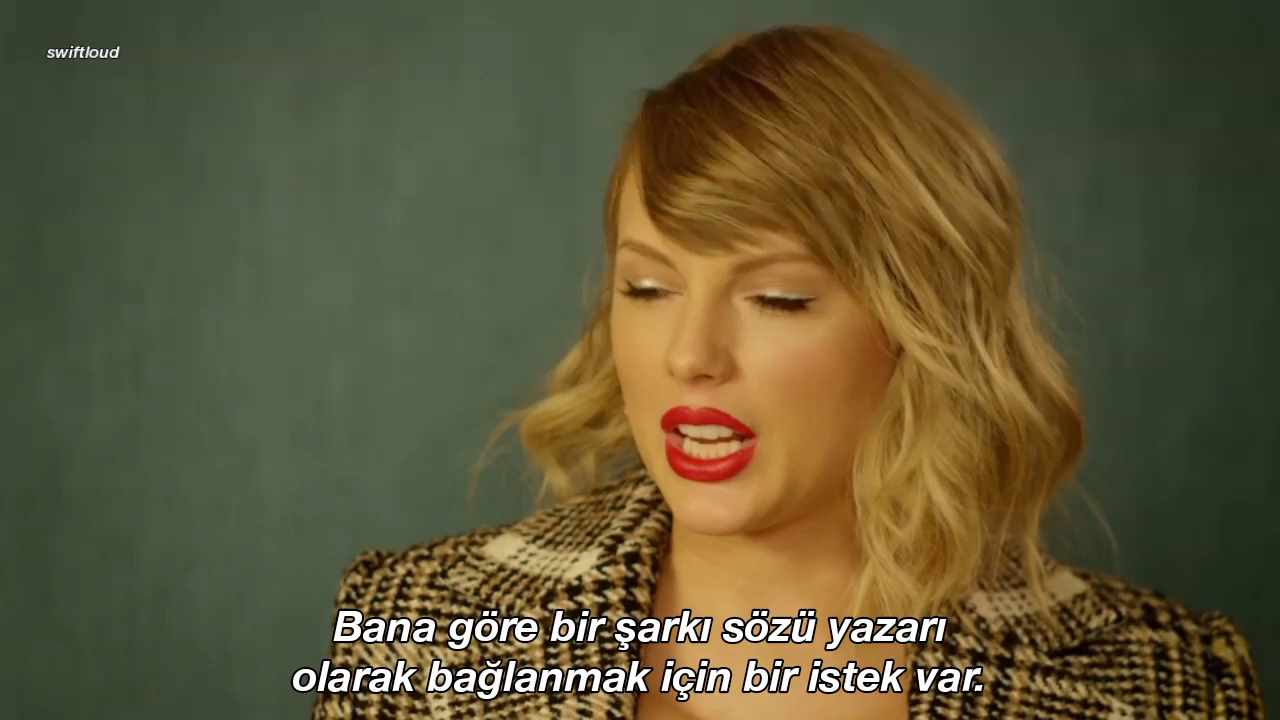 swiftloud
Bana göre bir şarkı sözü yazarı
olarak bağlanmak için bir istek var.